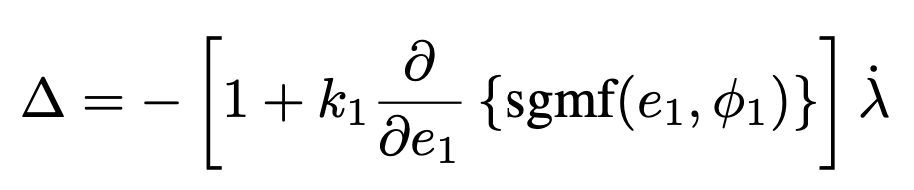 Δ = − [1 + k₁ ∂/∂e₁ {sgmf(e₁, ϕ₁)}] λ̇